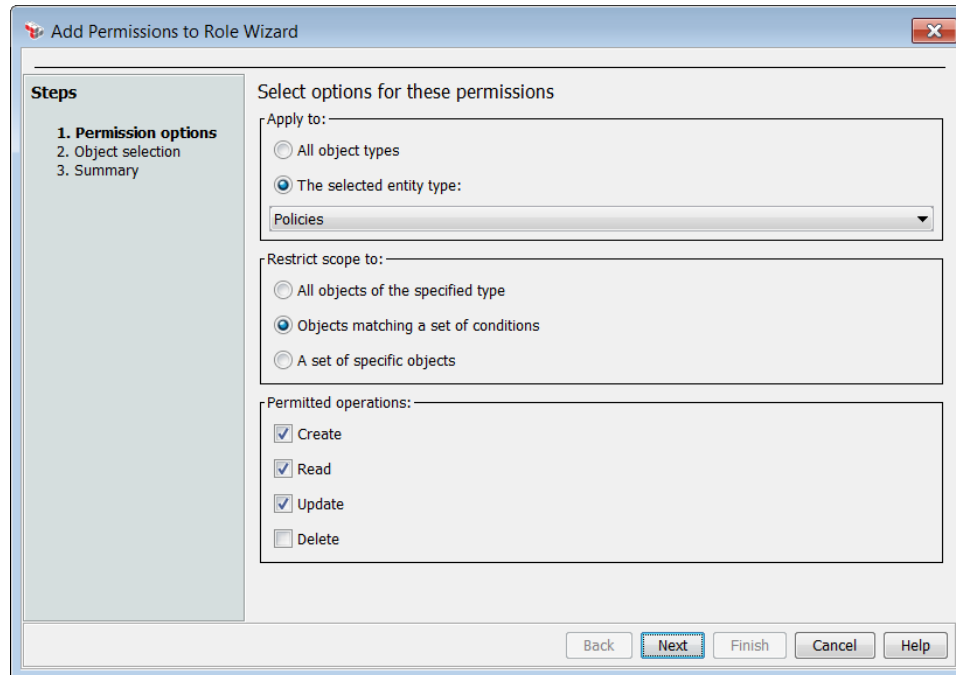 Add Permissions to Role Wizard
Steps
1. Permission options
2. Object selection
3. Summary
Select options for these permissions
Apply to:
All object types
The selected entity type:
Policies
Restrict scope to:
All objects of the specified type
Objects matching a set of conditions
A set of specific objects
Permitted operations:
Create
Read
Update
Delete
Back Next Finish Cancel Help